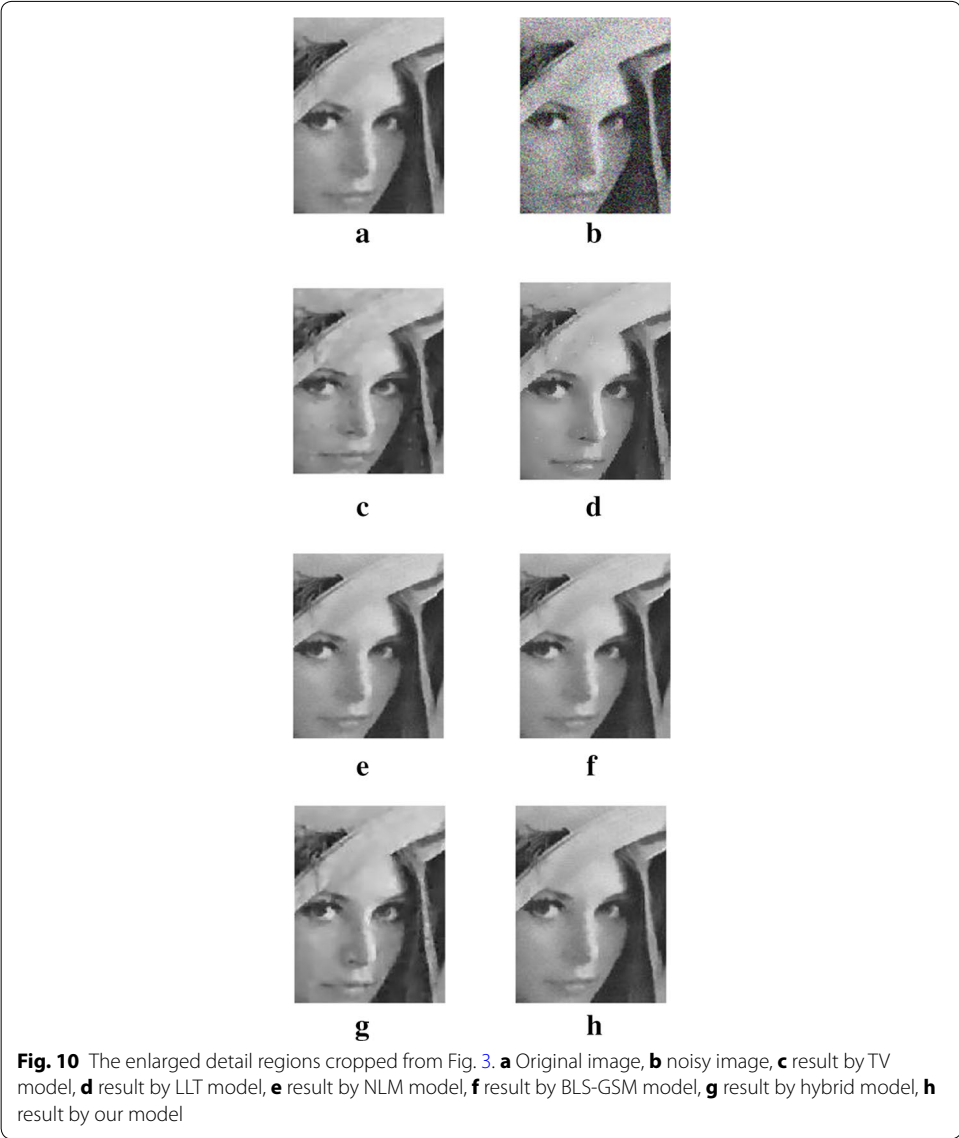 a
b
c
d
e
f
g
h
Fig. 10 The enlarged detail regions cropped from Fig. 3. a Original image, b noisy image, c result by TV
model, d result by LLT model, e result by NLM model, f result by BLS-GSM model, g result by hybrid model, h
result by our model